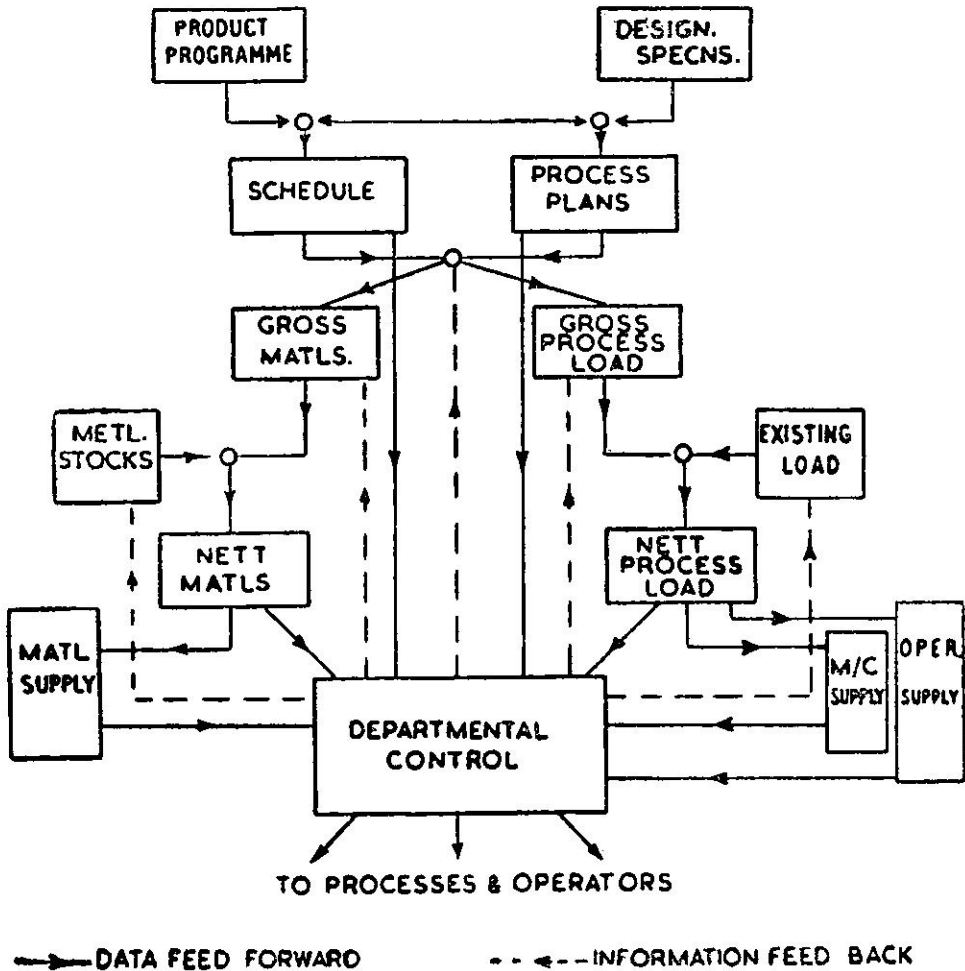 PRODUCT
PROGRAMME
DESIGN.
SPECNS.
SCHEDULE
PROCESS
PLANS
GROSS
MATLS.
GROSS
PROCESS
LOAD
METL.
STOCKS
EXISTING
LOAD
NETT
MATLS
NETT
PROCESS
LOAD
MATL
SUPPLY
M/C
SUPPLY
OPER.
SUPPLY
DEPARTMENTAL
CONTROL
TO PROCESSES & OPERATORS
DATA FEED FORWARD
INFORMATION FEED BACK